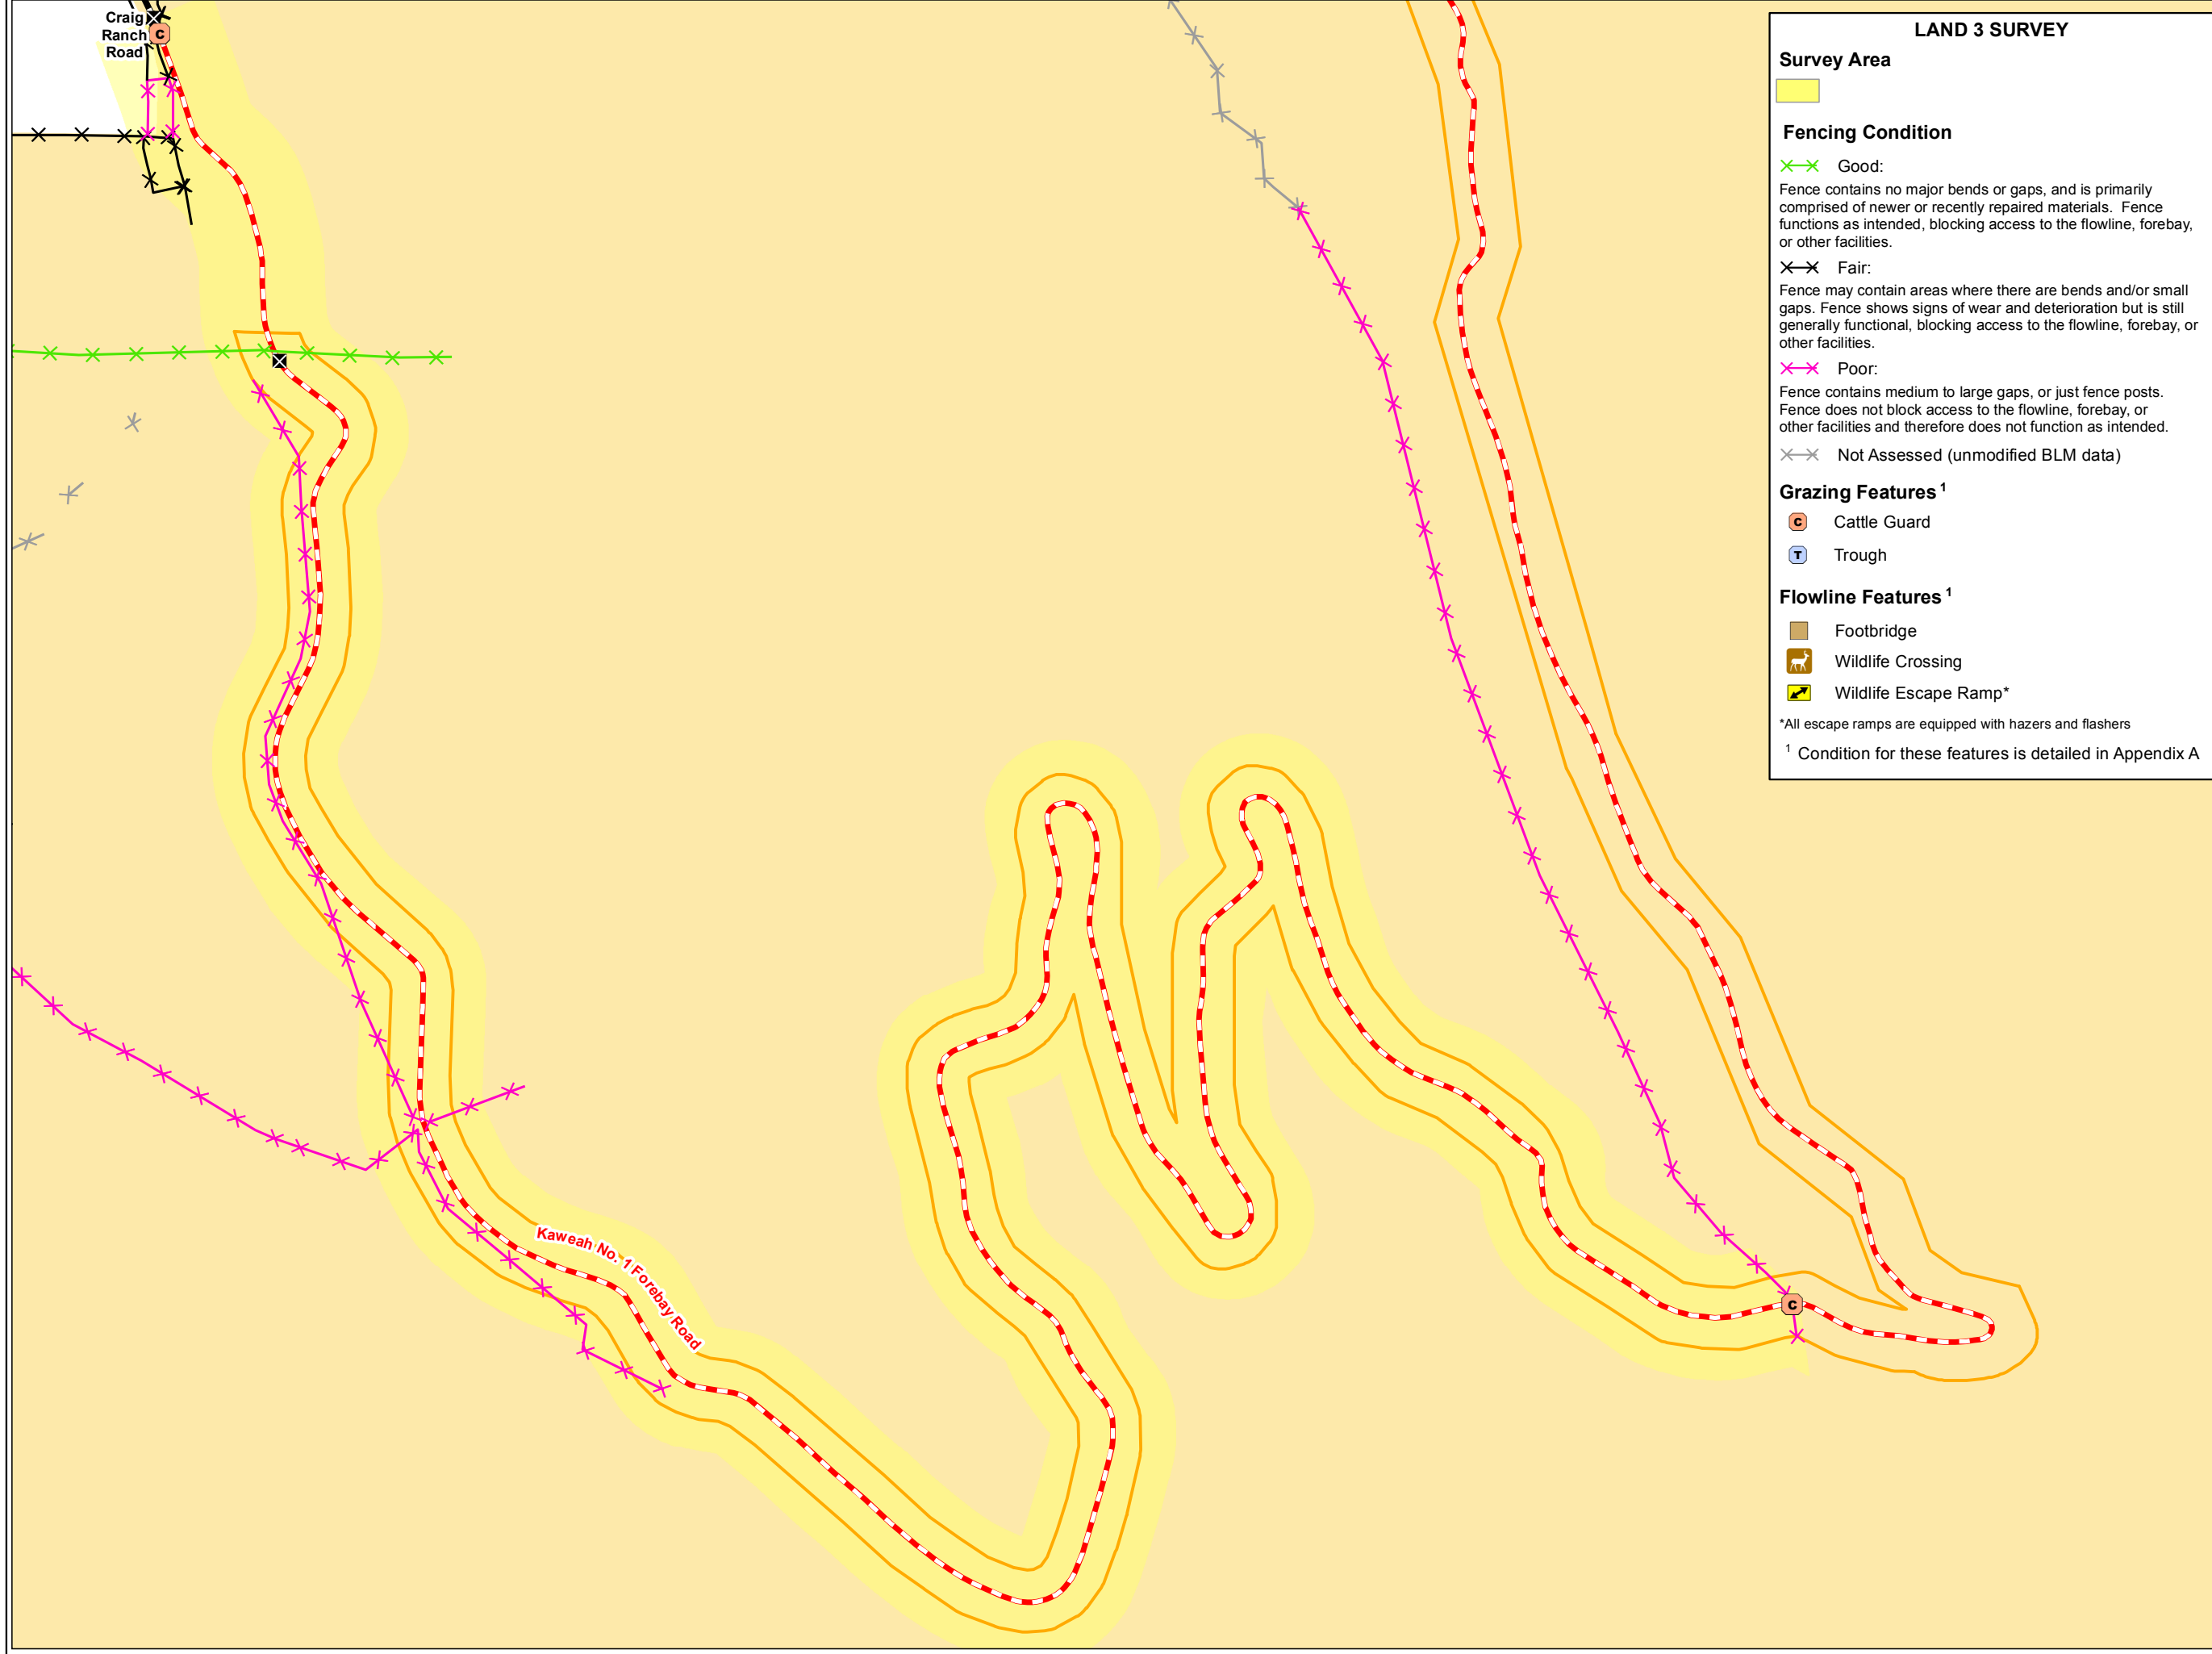 Craig
Ranch
Road
C
Kaweah No. 1 Forebay Road
C
LAND 3 SURVEY
Survey Area
Fencing Condition
Good:
Fence contains no major bends or gaps, and is primarily
comprised of newer or recently repaired materials.  Fence
functions as intended, blocking access to the flowline, forebay,
or other facilities.
Fair:
Fence may contain areas where there are bends and/or small
gaps. Fence shows signs of wear and deterioration but is still
generally functional, blocking access to the flowline, forebay, or
other facilities.
Poor:
Fence contains medium to large gaps, or just fence posts.
Fence does not block access to the flowline, forebay, or
other facilities and therefore does not function as intended.
Not Assessed (unmodified BLM data)
Grazing Features 1
C Cattle Guard
T Trough
Flowline Features 1
Footbridge
Wildlife Crossing
Wildlife Escape Ramp*
*All escape ramps are equipped with hazers and flashers
1 Condition for these features is detailed in Appendix A